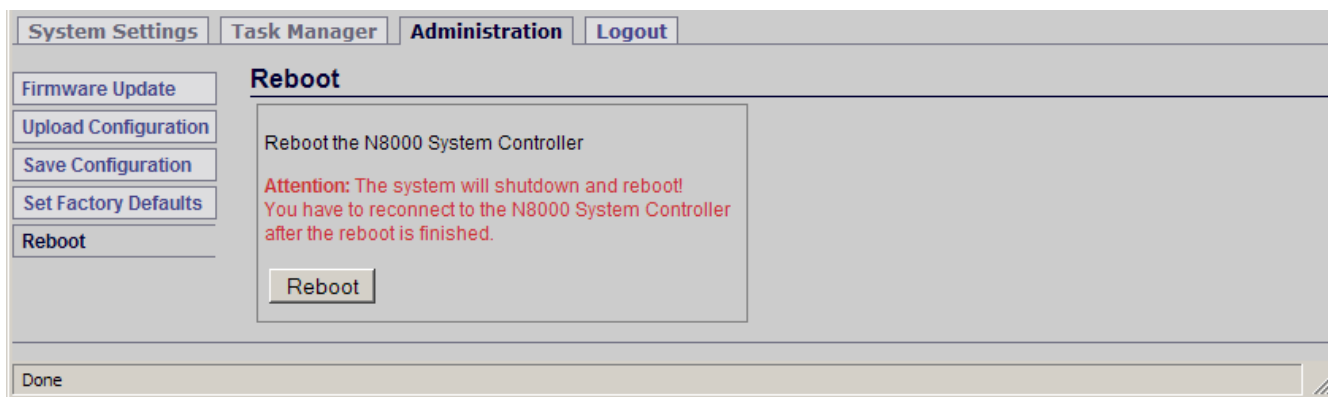 System Settings Task Manager Administration Logout
Firmware Update
Upload Configuration
Save Configuration
Set Factory Defaults
Reboot
Reboot
Reboot the N8000 System Controller
Attention: The system will shutdown and reboot!
You have to reconnect to the N8000 System Controller
after the reboot is finished.
Reboot
Done